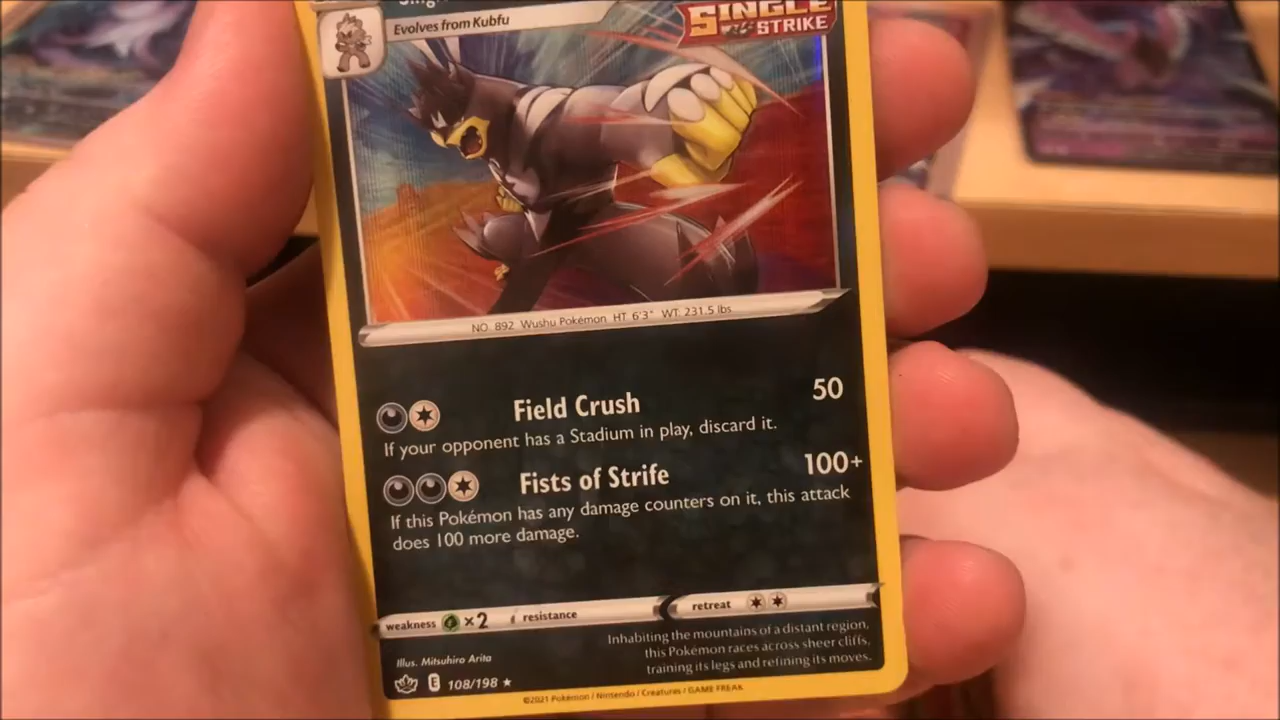 Evolves from Kubfu
SINGLE
STRIKE
NO. 892 Wushu Pokémon HT: 6'3" WT: 231.5 lbs
Field Crush 50
If your opponent has a Stadium in play, discard it.
Fists of Strife 100+
If this Pokémon has any damage counters on it, this attack
does 100 more damage.
weakness ×2 resistance retreat
Inhabiting the mountains of a distant region,
this Pokémon races across sheer cliffs,
training its legs and refining its moves.
Illus. Mitsuhiro Arita
E 108/198 ★
©2021 Pokémon / Nintendo / Creatures / GAME FREAK